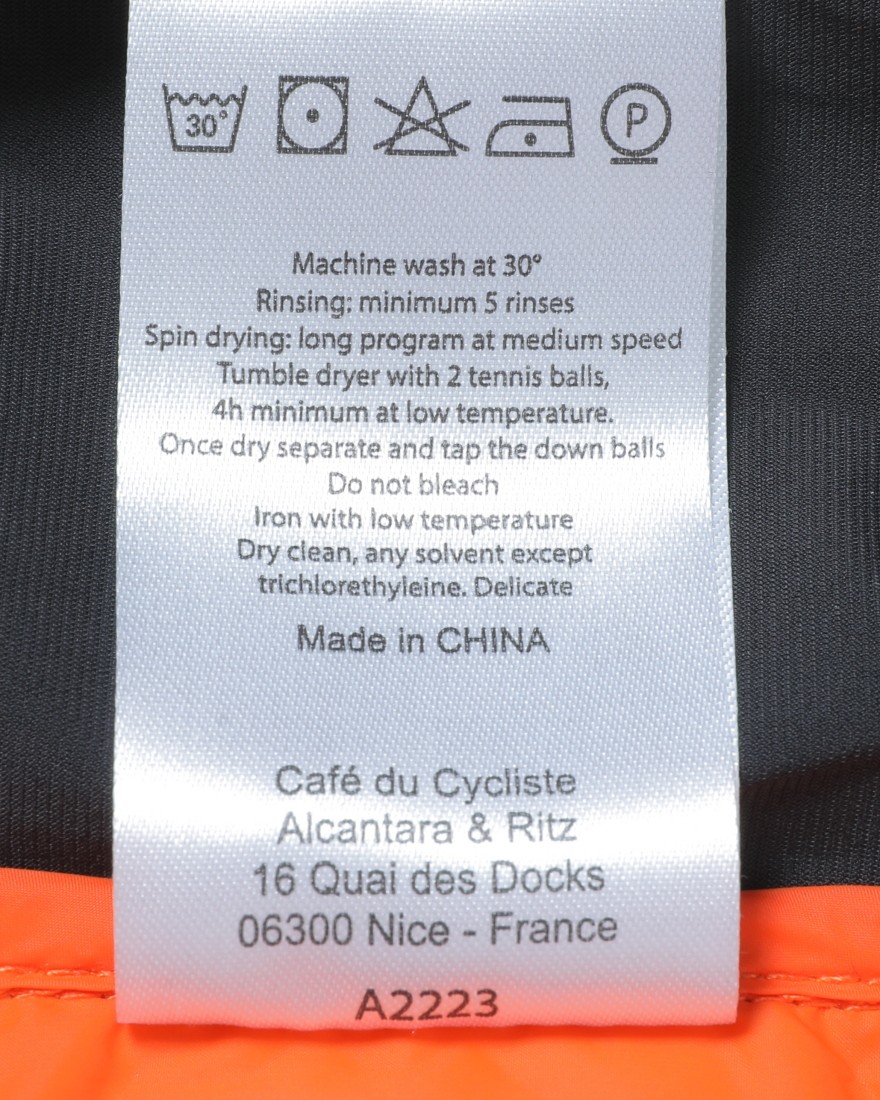 30°
P
Machine wash at 30°
Rinsing: minimum 5 rinses
Spin drying: long program at medium speed
Tumble dryer with 2 tennis balls,
4h minimum at low temperature.
Once dry separate and tap the down balls
Do not bleach
Iron with low temperature
Dry clean, any solvent except
trichlorethyleine. Delicate
Made in CHINA
Café du Cycliste
Alcantara & Ritz
16 Quai des Docks
06300 Nice - France
A2223